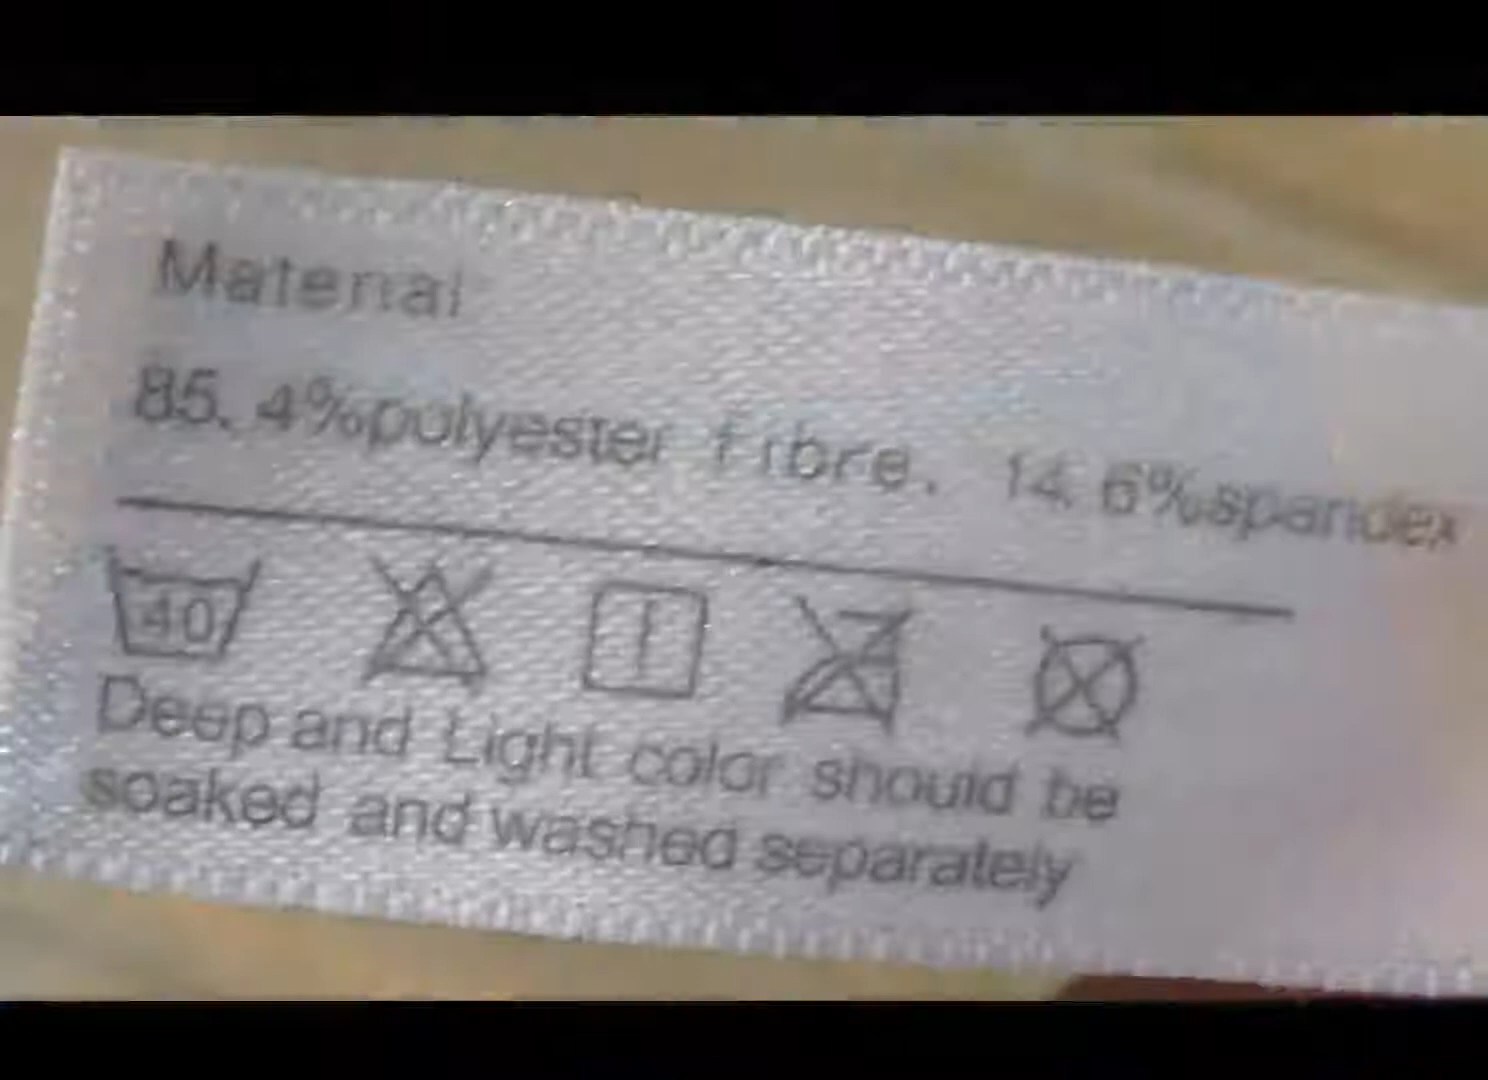 Material
85.4%polyester fibre, 14.6%spandex
40
Deep and Light color should be
soaked and washed separately